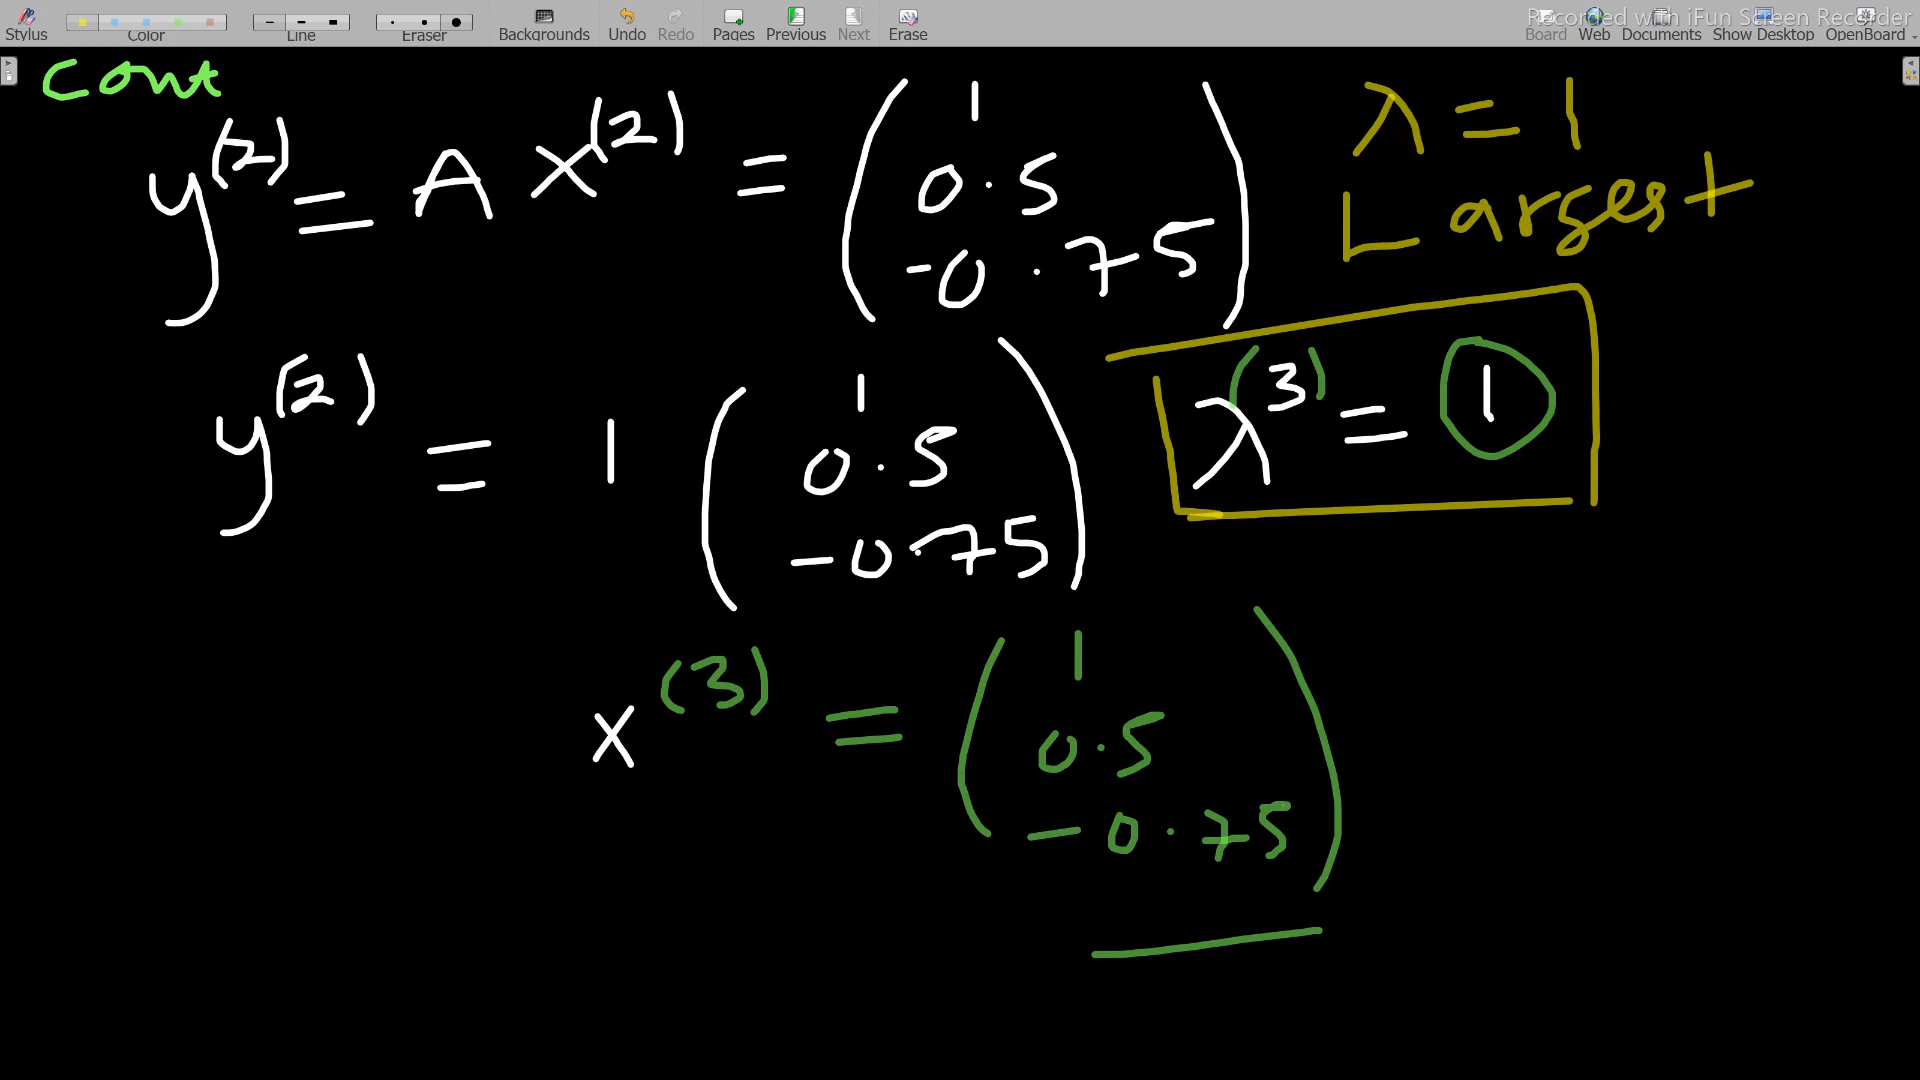 Recorded with iFun Screen Recorder
Stylus Color Line Eraser Backgrounds Undo Redo Pages Previous Next Erase Board Web Documents Show Desktop OpenBoard
Cont
y^(2) = A x^(2) = ( 1
0.5
-0.75 )
λ = 1
Largest
y^(2) = 1 ( 1
0.5
-0.75 )
λ^(3) = 1
x^(3) = ( 1
0.5
-0.75 )